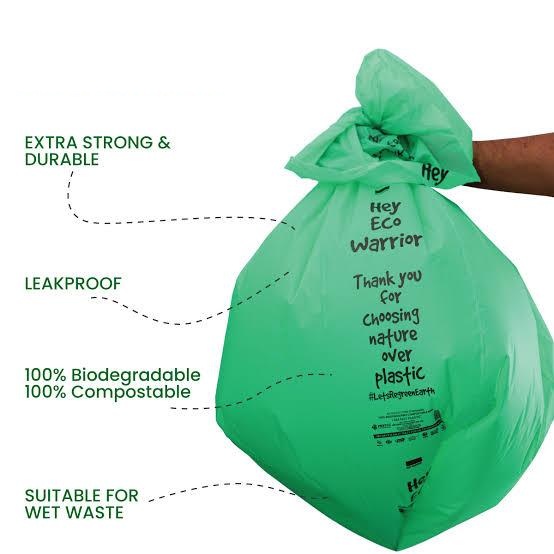 EXTRA STRONG &
DURABLE
LEAKPROOF
100% Biodegradable
100% Compostable
SUITABLE FOR
WET WASTE
Hey
Hey
Eco
Warrior
Thank you
for
Choosing
nature
over
plastic
#LetsRegreenEarth